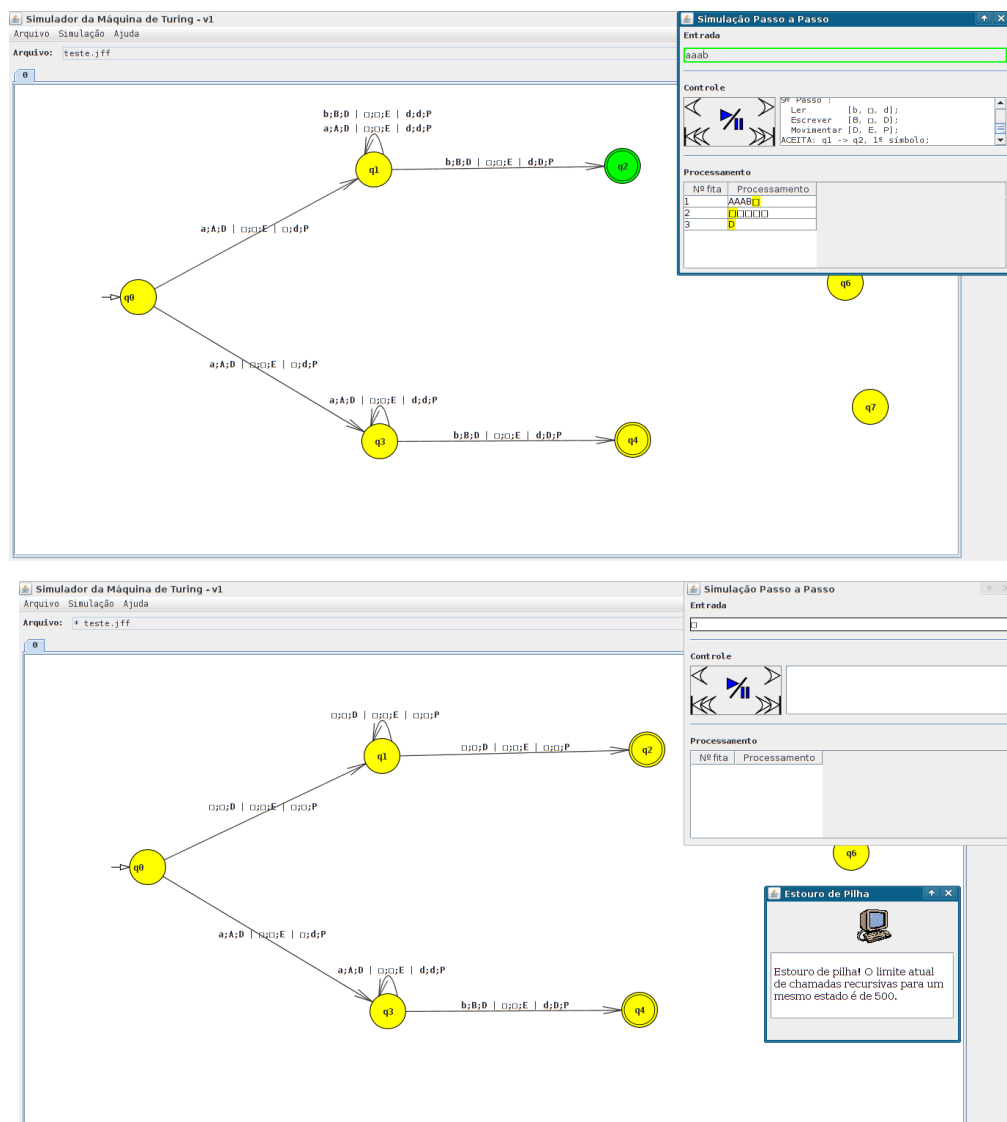 Simulador da Máquina de Turing - v1
Arquivo Simulação Ajuda
Arquivo: teste.jff
0
b;B;D | □;□;E | d;d;P
a;A;D | □;□;E | d;d;P
q1
b;B;D | □;□;E | d;D;P
q2
a;A;D | □;□;E | □;d;P
q0
a;A;D | □;□;E | □;d;P
a;A;D | □;□;E | d;d;P
q3
b;B;D | □;□;E | d;D;P
q4
q6
q7
Simulação Passo a Passo
Entrada
aaab
Controle
9º Passo :
Ler [b, □, d];
Escrever [B, □, D];
Movimentar [D, E, P];
ACEITA: q1 -> q2, 1º símbolo;
Processamento
Nº fita Processamento
1 AAAB□
2 □□□□□
3 D
Simulador da Máquina de Turing - v1
Arquivo Simulação Ajuda
Arquivo: * teste.jff
0
□;□;D | □;□;E | □;□;P
q1
□;□;D | □;□;E | □;□;P
q2
□;□;D | □;□;E | □;□;P
q0
a;A;D | □;□;E | □;d;P
a;A;D | □;□;E | d;d;P
q3
b;B;D | □;□;E | d;D;P
q4
q6
Simulação Passo a Passo
Entrada
□
Controle
Processamento
Nº fita Processamento
Estouro de Pilha
Estouro de pilha! O limite atual
de chamadas recursivas para um
mesmo estado é de 500.